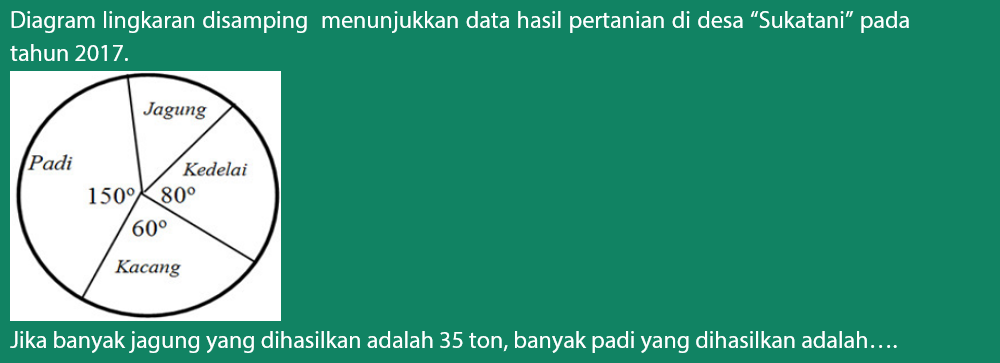 Diagram lingkaran disamping menunjukkan data hasil pertanian di desa “Sukatani” pada
tahun 2017.
Jagung
Padi
Kedelai
150° 80°
60°
Kacang
Jika banyak jagung yang dihasilkan adalah 35 ton, banyak padi yang dihasilkan adalah....